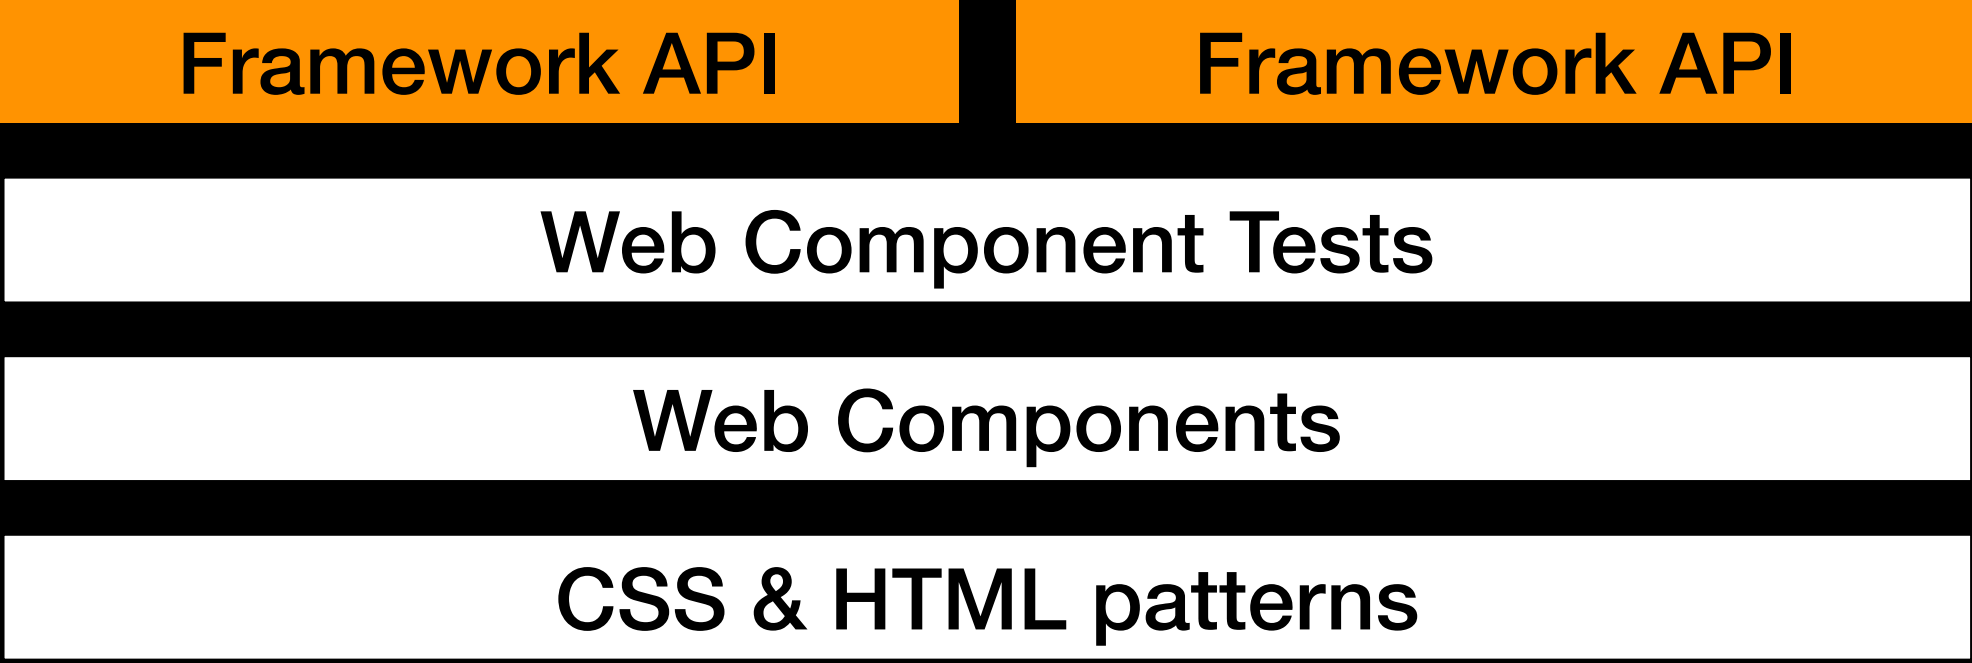 Framework API
Framework API
Web Component Tests
Web Components
CSS & HTML patterns